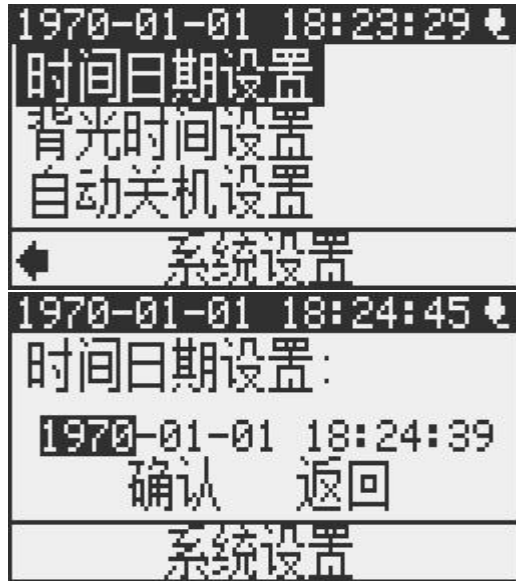 1970-01-01 18:23:29
时间日期设置
背光时间设置
自动关机设置
系统设置
1970-01-01 18:24:45
时间日期设置:
1970-01-01 18:24:39
确认 返回
系统设置